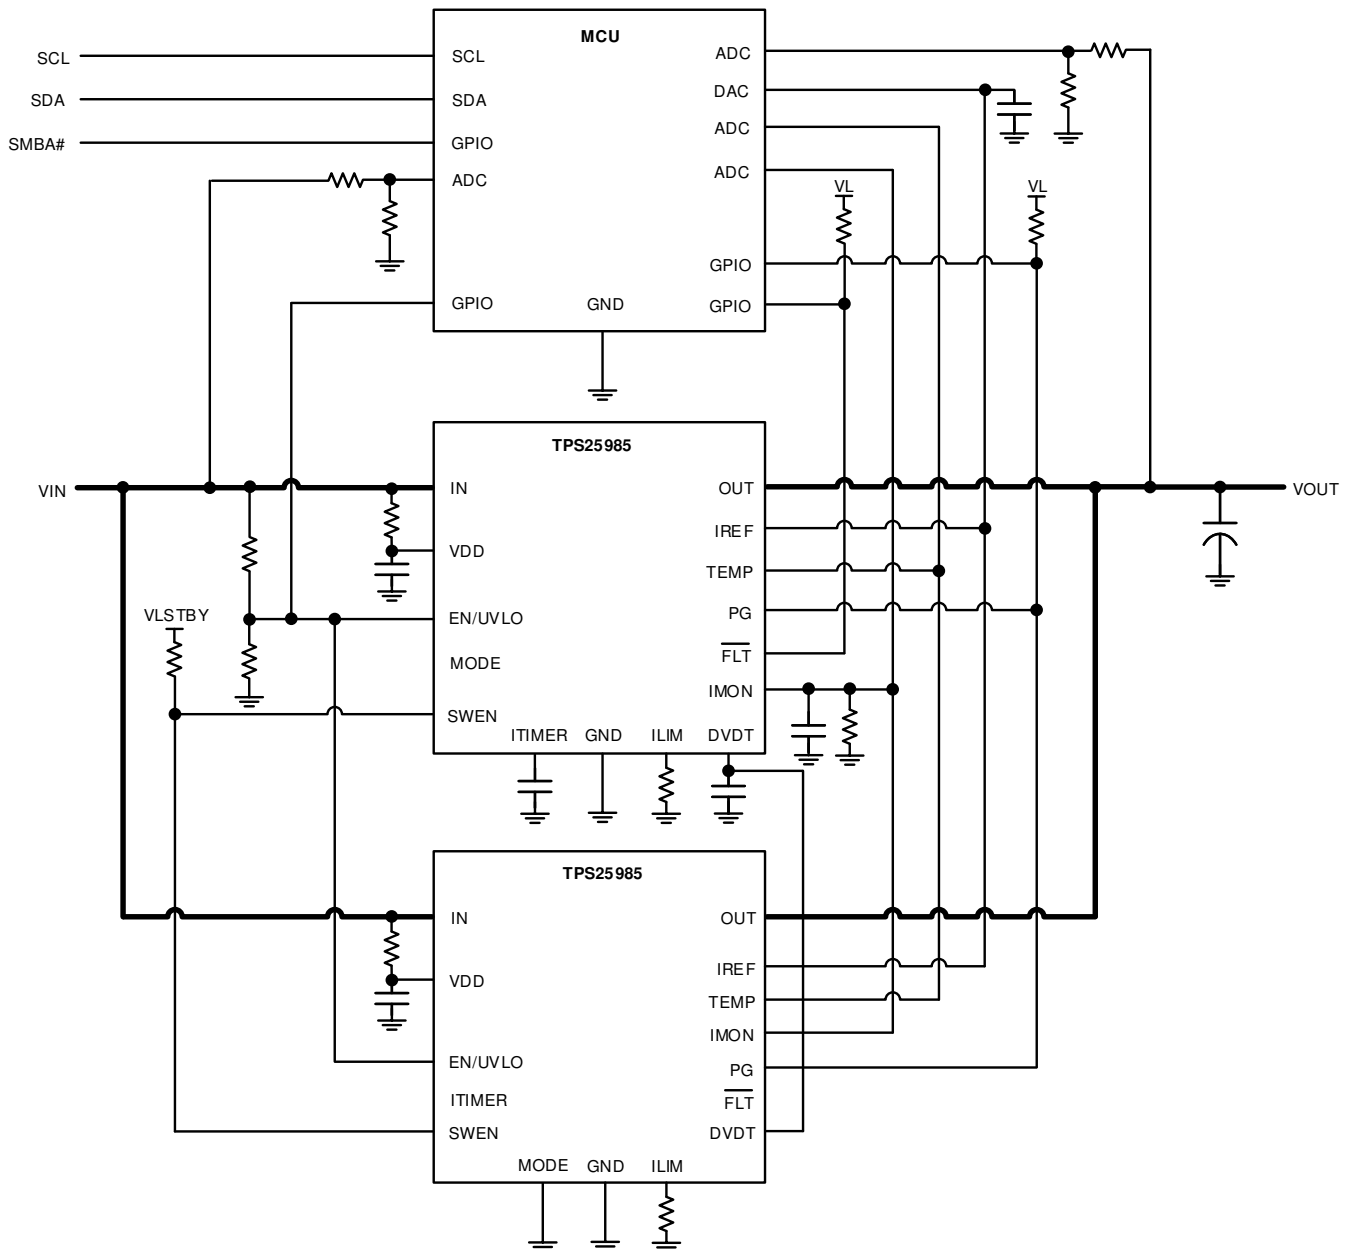 MCU
SCL
SCL
ADC
DAC
SDA
SDA
ADC
SMBA#
GPIO
ADC
ADC
VL
VL
GPIO
GPIO
GND
GPIO
TPS25985
VIN
IN
OUT
VOUT
IREF
VDD
TEMP
VLSTBY
EN/UVLO
PG
MODE
FLT
IMON
SWEN
ITIMER
GND
ILIM
DVDT
TPS25985
IN
OUT
IREF
VDD
TEMP
IMON
EN/UVLO
PG
ITIMER
FLT
SWEN
DVDT
MODE
GND
ILIM